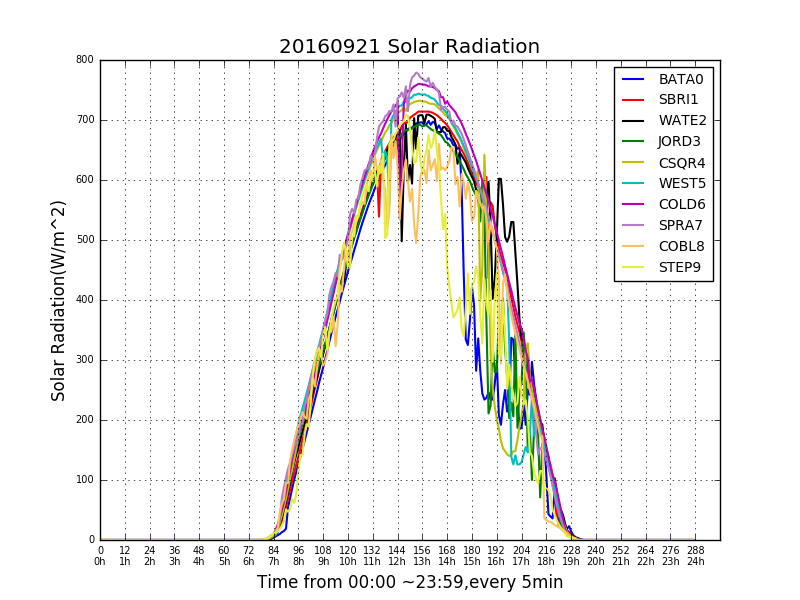 20160921 Solar Radiation
Solar Radiation(W/m^2)
800
700
600
500
400
300
200
100
0
BATA0
SBRI1
WATE2
JORD3
CSQR4
WEST5
COLD6
SPRA7
COBL8
STEP9
0 12 24 36 48 60 72 84 96 108 120 132 144 156 168 180 192 204 216 228 240 252 264 276 288
0h 1h 2h 3h 4h 5h 6h 7h 8h 9h 10h 11h 12h 13h 14h 15h 16h 17h 18h 19h 20h 21h 22h 23h 24h
Time from 00:00 ~23:59,every 5min